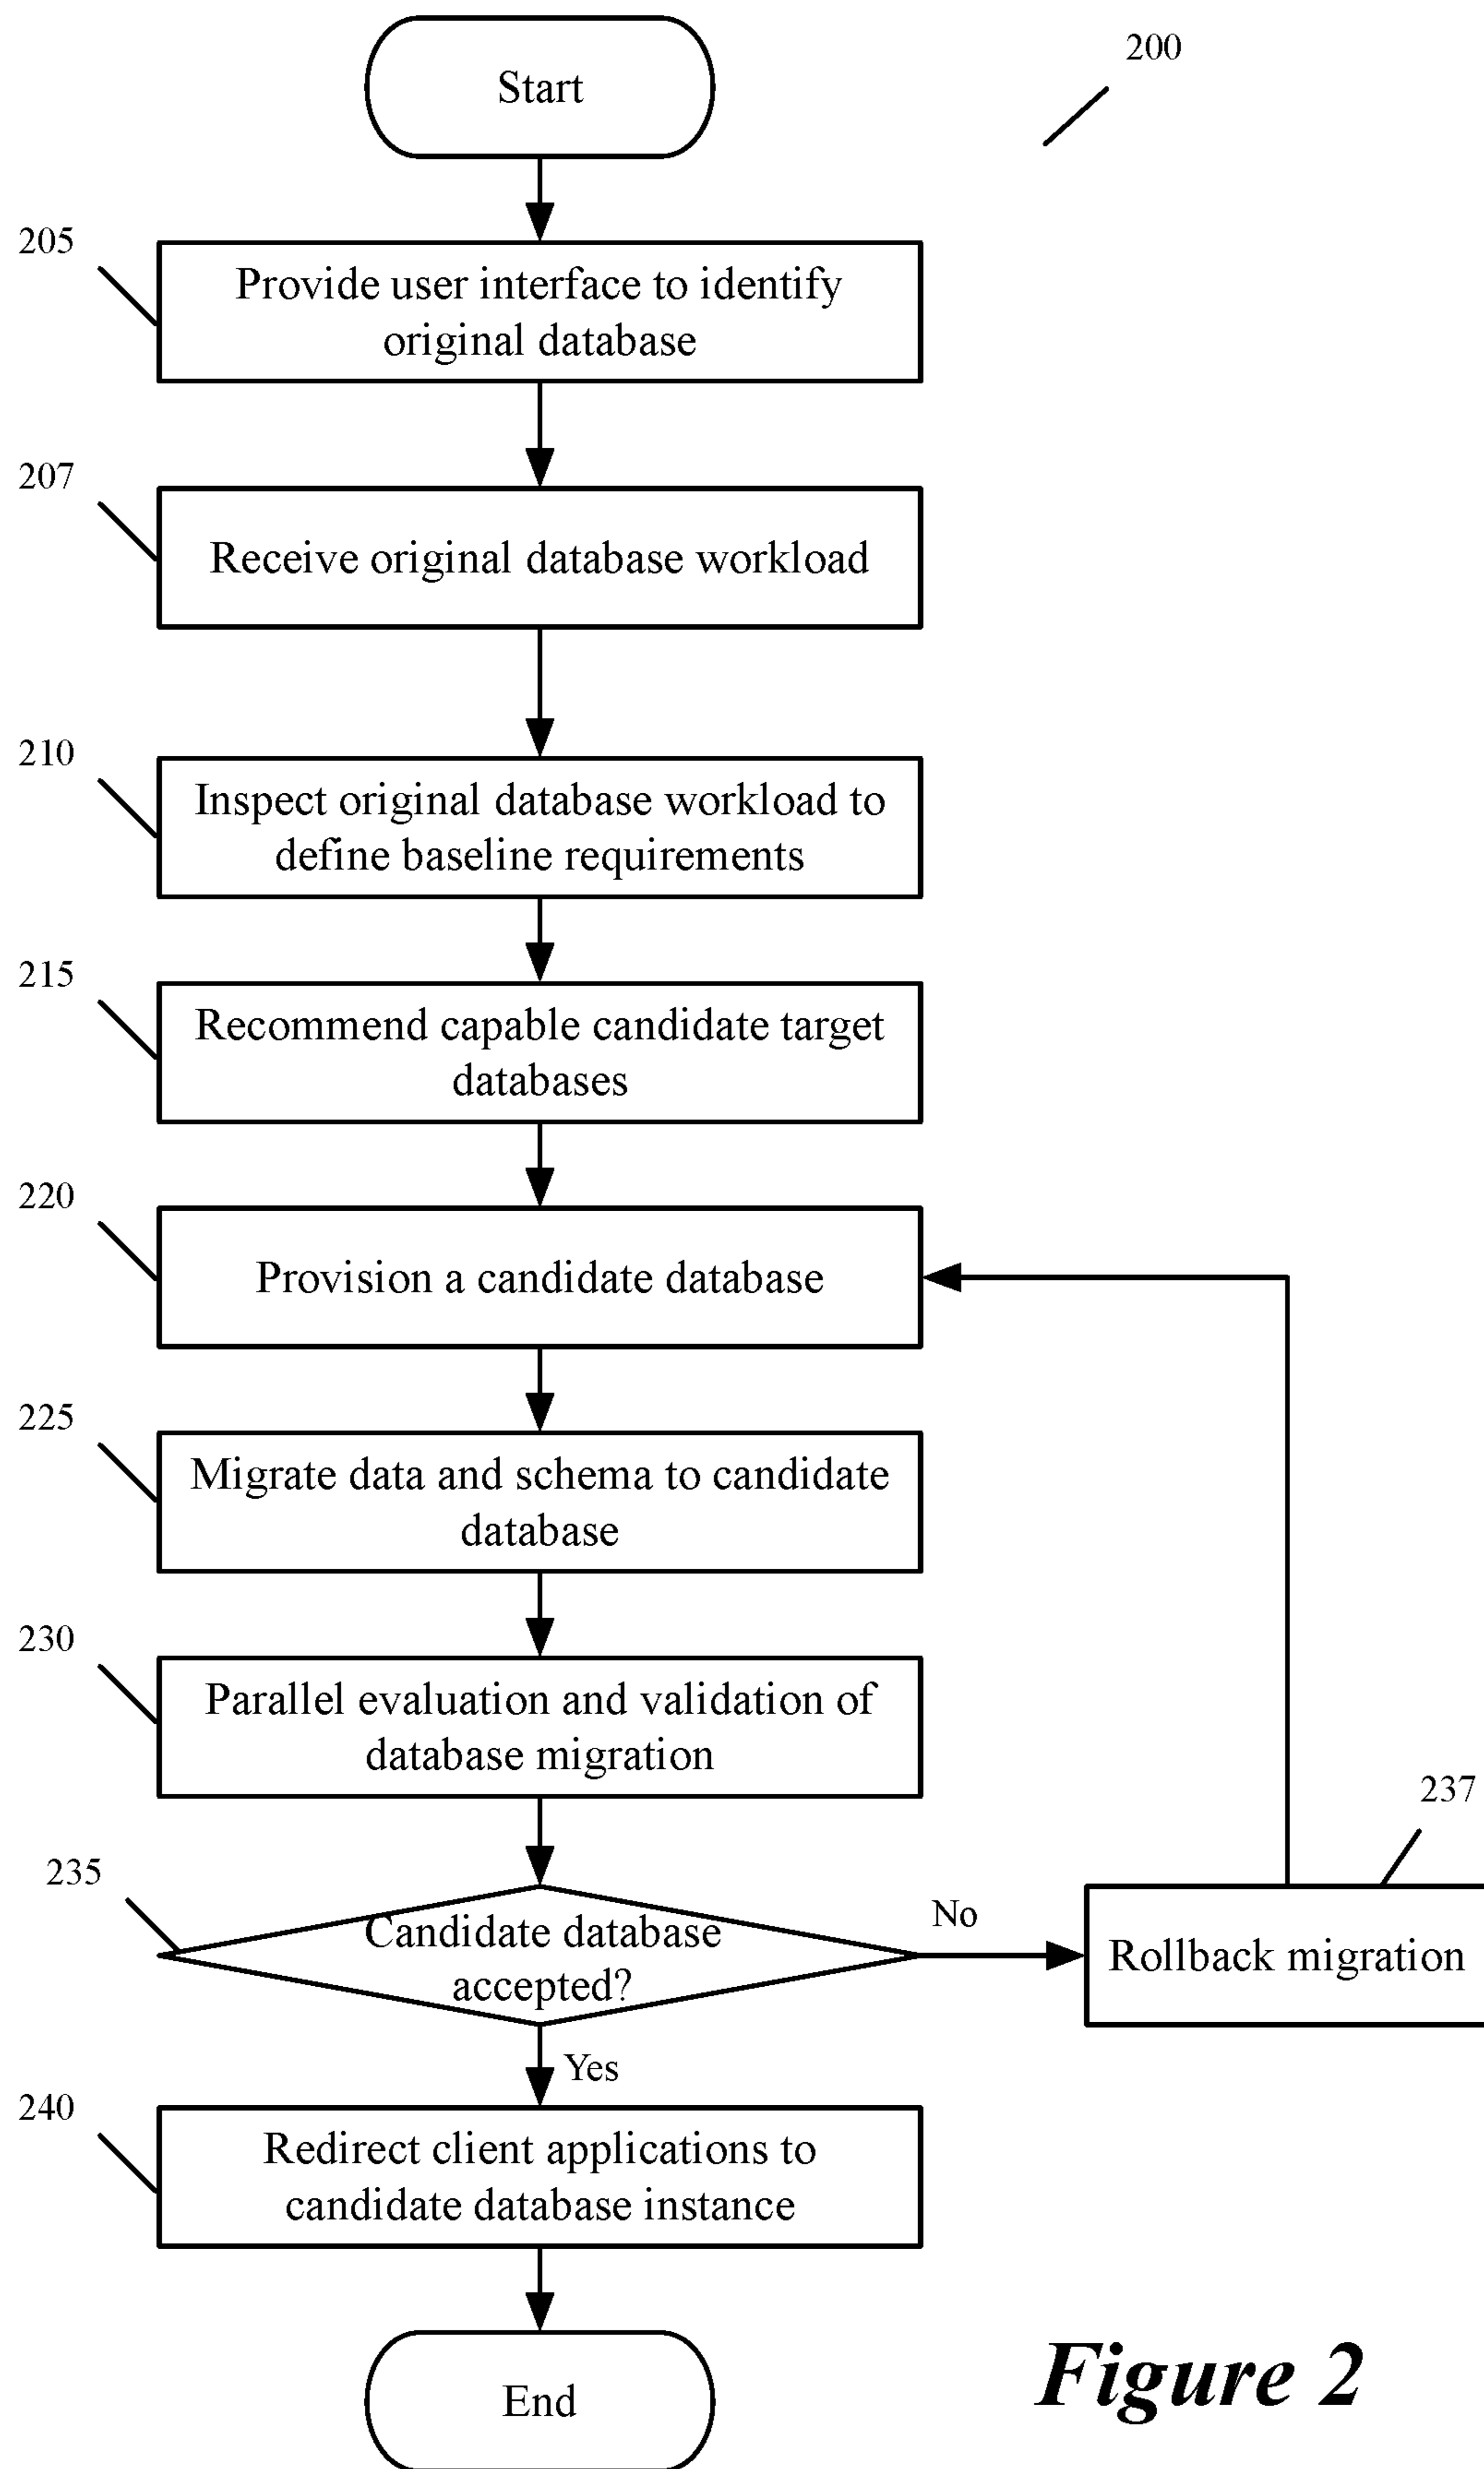 Start
200
205
Provide user interface to identify
original database
207
Receive original database workload
210
Inspect original database workload to
define baseline requirements
215
Recommend capable candidate target
databases
220
Provision a candidate database
225
Migrate data and schema to candidate
database
230
Parallel evaluation and validation of
database migration
235
Candidate database
accepted?
No
237
Rollback migration
Yes
240
Redirect client applications to
candidate database instance
End
Figure 2